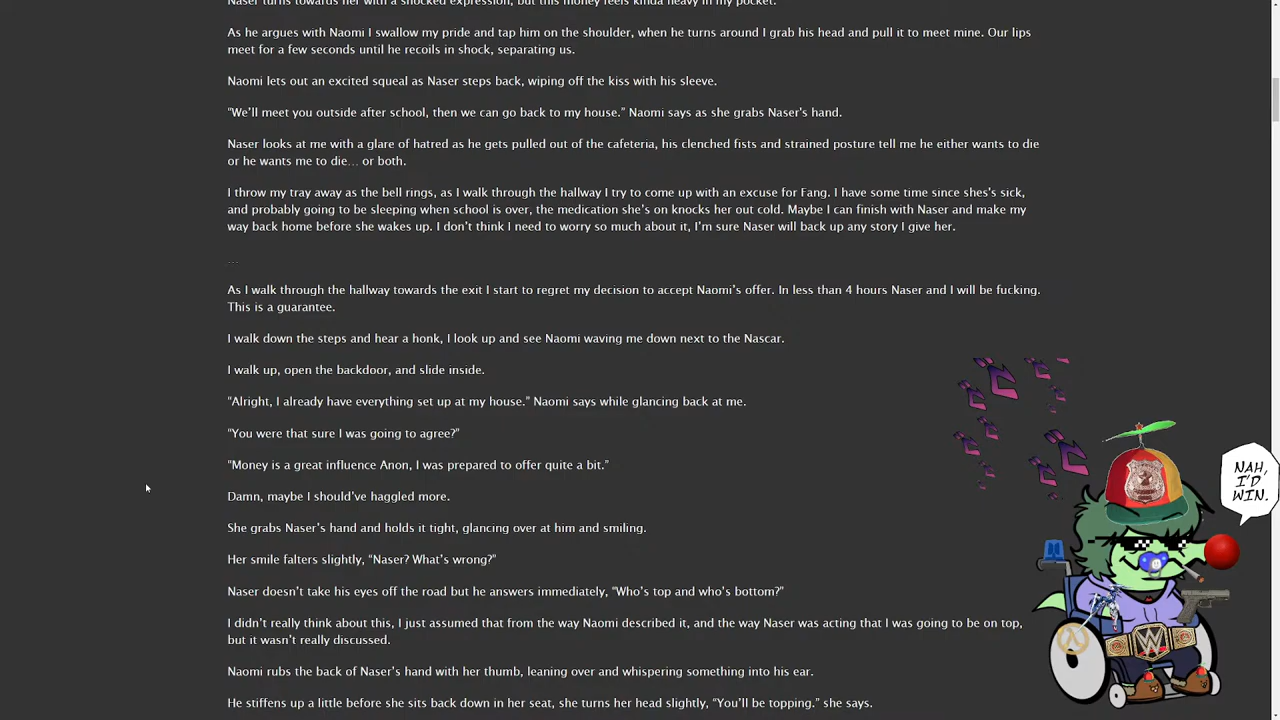 Naser turns towards her with a shocked expression, but this money feels kinda heavy in my pocket.
As he argues with Naomi I swallow my pride and tap him on the shoulder, when he turns around I grab his head and pull it to meet mine. Our lips
meet for a few seconds until he recoils in shock, separating us.
Naomi lets out an excited squeal as Naser steps back, wiping off the kiss with his sleeve.
“We’ll meet you outside after school, then we can go back to my house.” Naomi says as she grabs Naser's hand.
Naser looks at me with a glare of hatred as he gets pulled out of the cafeteria, his clenched fists and strained posture tell me he either wants to die
or he wants me to die… or both.
I throw my tray away as the bell rings, as I walk through the hallway I try to come up with an excuse for Fang. I have some time since shes's sick,
and probably going to be sleeping when school is over, the medication she’s on knocks her out cold. Maybe I can finish with Naser and make my
way back home before she wakes up. I don’t think I need to worry so much about it, I’m sure Naser will back up any story I give her.
…
As I walk through the hallway towards the exit I start to regret my decision to accept Naomi’s offer. In less than 4 hours Naser and I will be fucking.
This is a guarantee.
I walk down the steps and hear a honk, I look up and see Naomi waving me down next to the Nascar.
I walk up, open the backdoor, and slide inside.
“Alright, I already have everything set up at my house.” Naomi says while glancing back at me.
“You were that sure I was going to agree?”
“Money is a great influence Anon, I was prepared to offer quite a bit.”
Damn, maybe I should’ve haggled more.
She grabs Naser’s hand and holds it tight, glancing over at him and smiling.
Her smile falters slightly, “Naser? What’s wrong?”
Naser doesn’t take his eyes off the road but he answers immediately, “Who’s top and who’s bottom?”
I didn’t really think about this, I just assumed that from the way Naomi described it, and the way Naser was acting that I was going to be on top,
but it wasn’t really discussed.
Naomi rubs the back of Naser’s hand with her thumb, leaning over and whispering something into his ear.
He stiffens up a little before she sits back down in her seat, she turns her head slightly, “You’ll be topping.” she says.
NAH,
I'D
WIN.